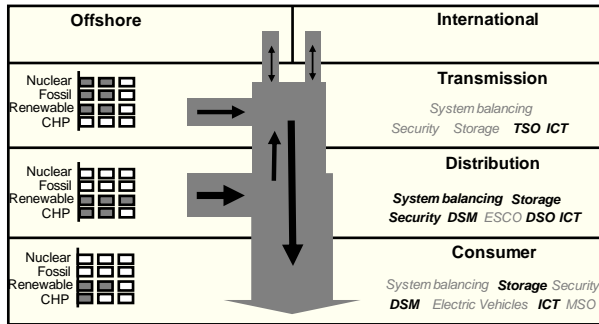 Offshore International
Nuclear
Fossil
Renewable
CHP
Transmission
System balancing
Security Storage TSO ICT
Nuclear
Fossil
Renewable
CHP
Distribution
System balancing Storage
Security DSM ESCO DSO ICT
Nuclear
Fossil
Renewable
CHP
Consumer
System balancing Storage Security
DSM Electric Vehicles ICT MSO